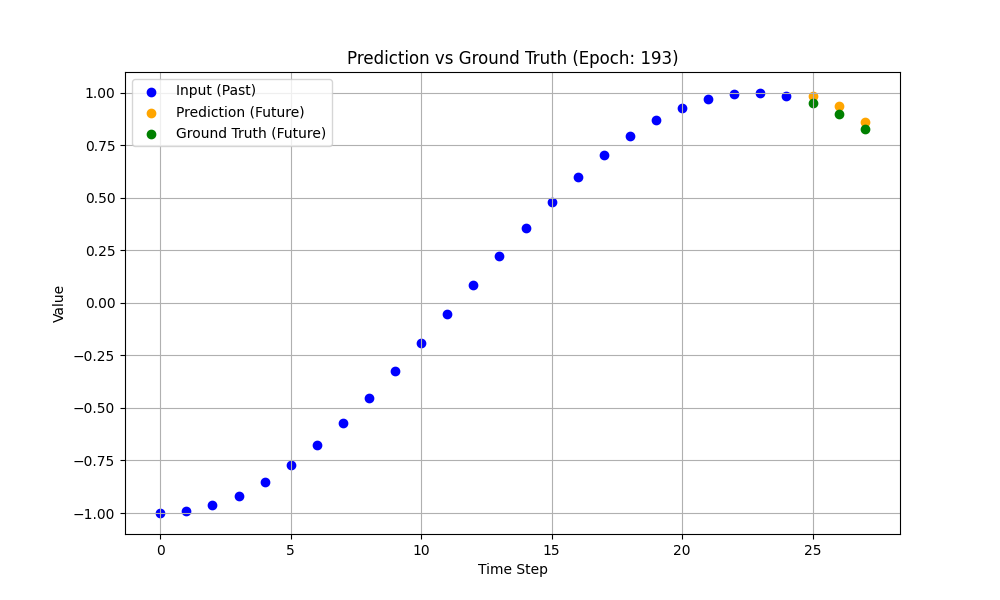 Prediction vs Ground Truth (Epoch: 193)
Input (Past)
Prediction (Future)
Ground Truth (Future)
1.00
0.75
0.50
0.25
0.00
−0.25
−0.50
−0.75
−1.00
Value
0 5 10 15 20 25
Time Step